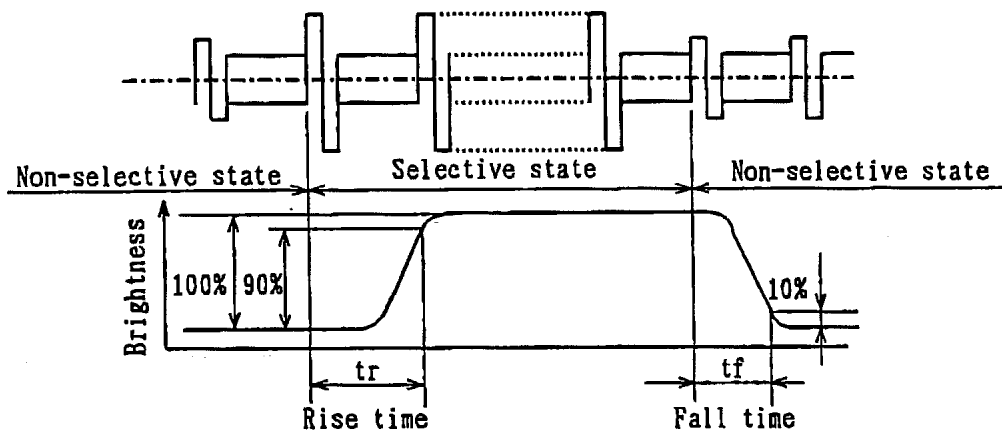 Non-selective state
Selective state
Non-selective state
Brightness
100%
90%
10%
tr
tf
Rise time
Fall time